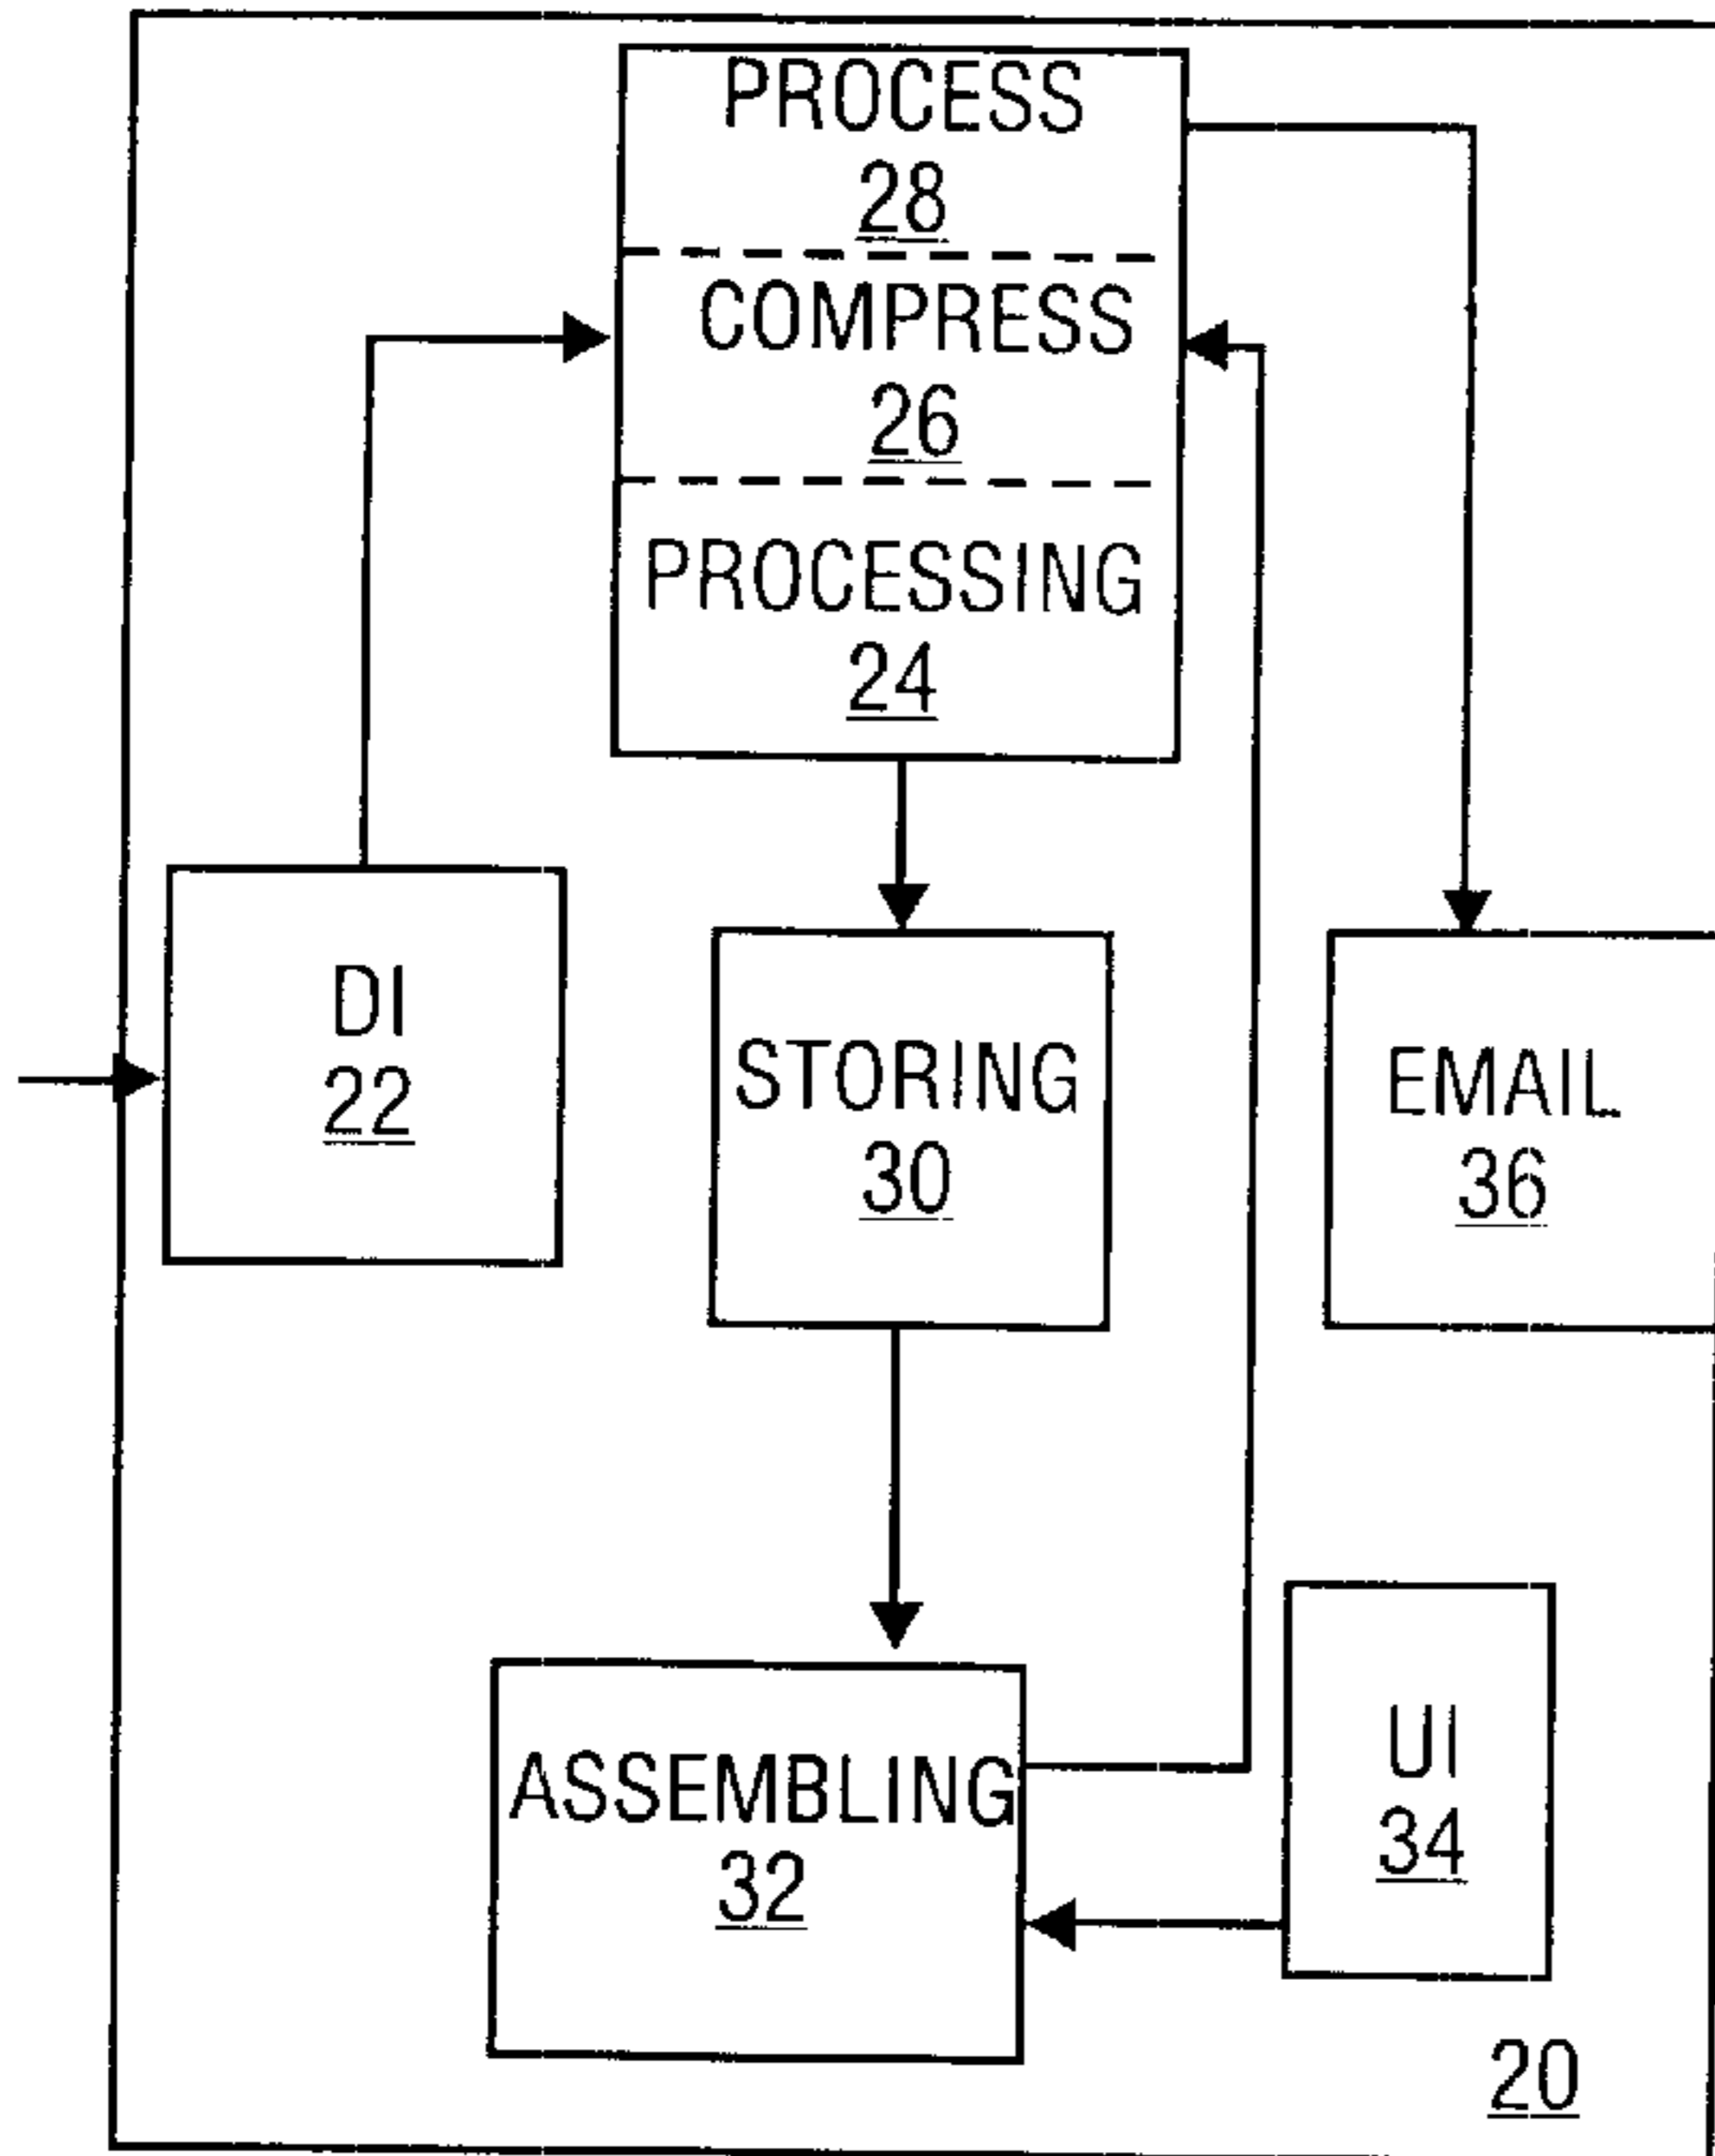 PROCESS
28
COMPRESS
26
PROCESSING
24
DI
22
STORING
30
EMAIL
36
ASSEMBLING
32
UI
34
20